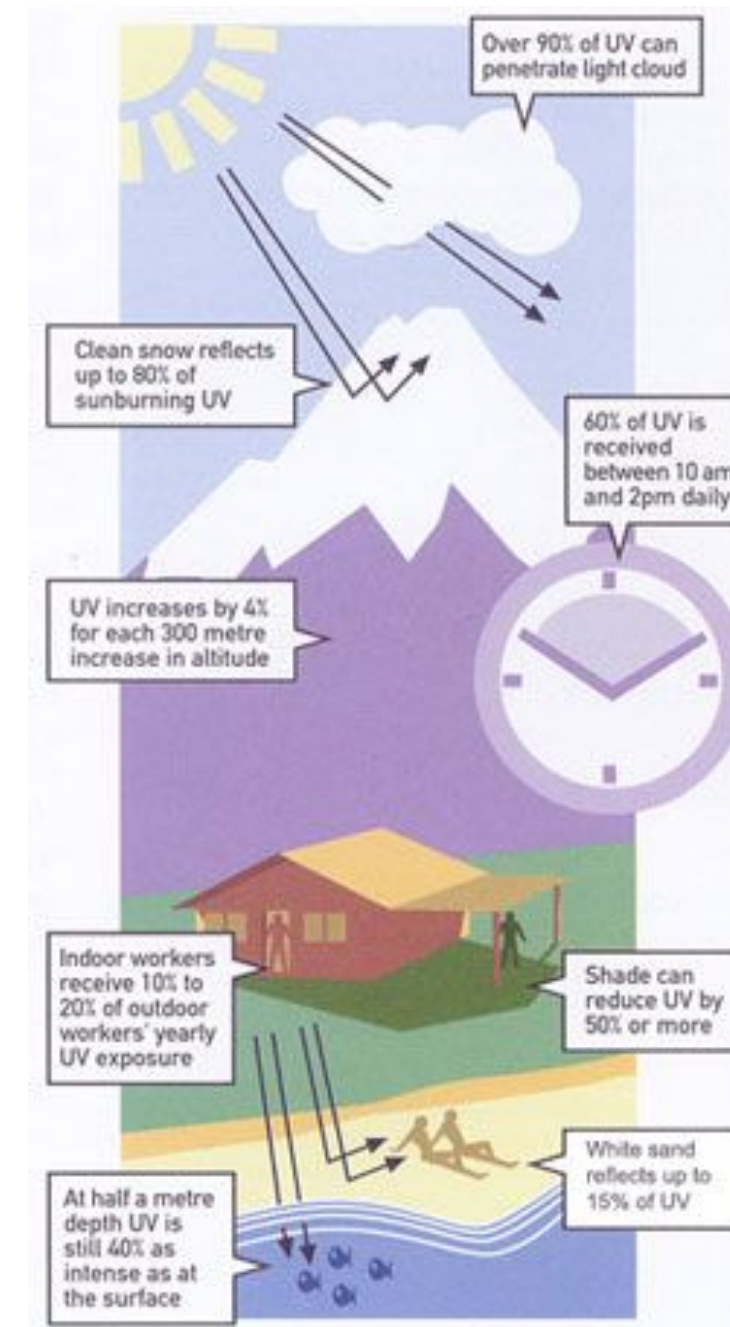 Over 90% of UV can
penetrate light cloud
Clean snow reflects
up to 80% of
sunburning UV
60% of UV is
received
between 10 am
and 2pm daily
UV increases by 4%
for each 300 metre
increase in altitude
Indoor workers
receive 10% to
20% of outdoor
workers' yearly
UV exposure
Shade can
reduce UV by
50% or more
White sand
reflects up to
15% of UV
At half a metre
depth UV is
still 40% as
intense as at
the surface